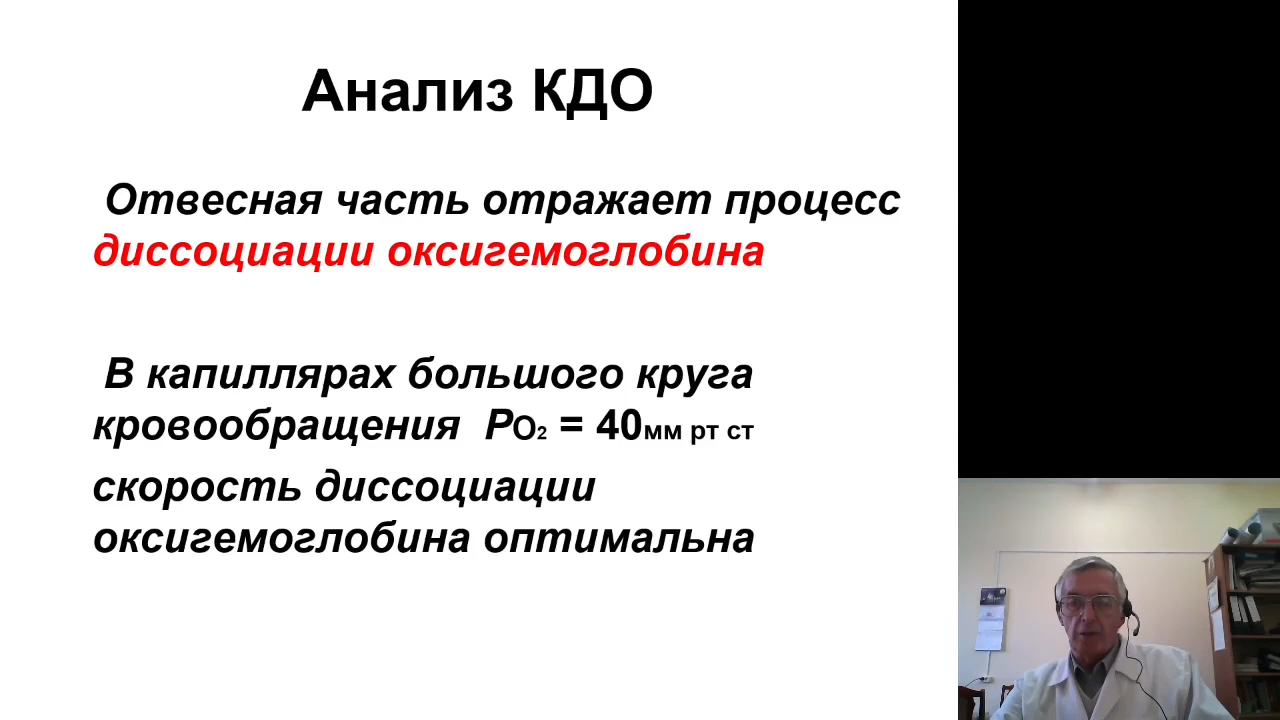 Анализ КДО
Отвесная часть отражает процесс
диссоциации оксигемоглобина
В капиллярах большого круга
кровообращения Pо₂ = 40мм рт ст
скорость диссоциации
оксигемоглобина оптимальна